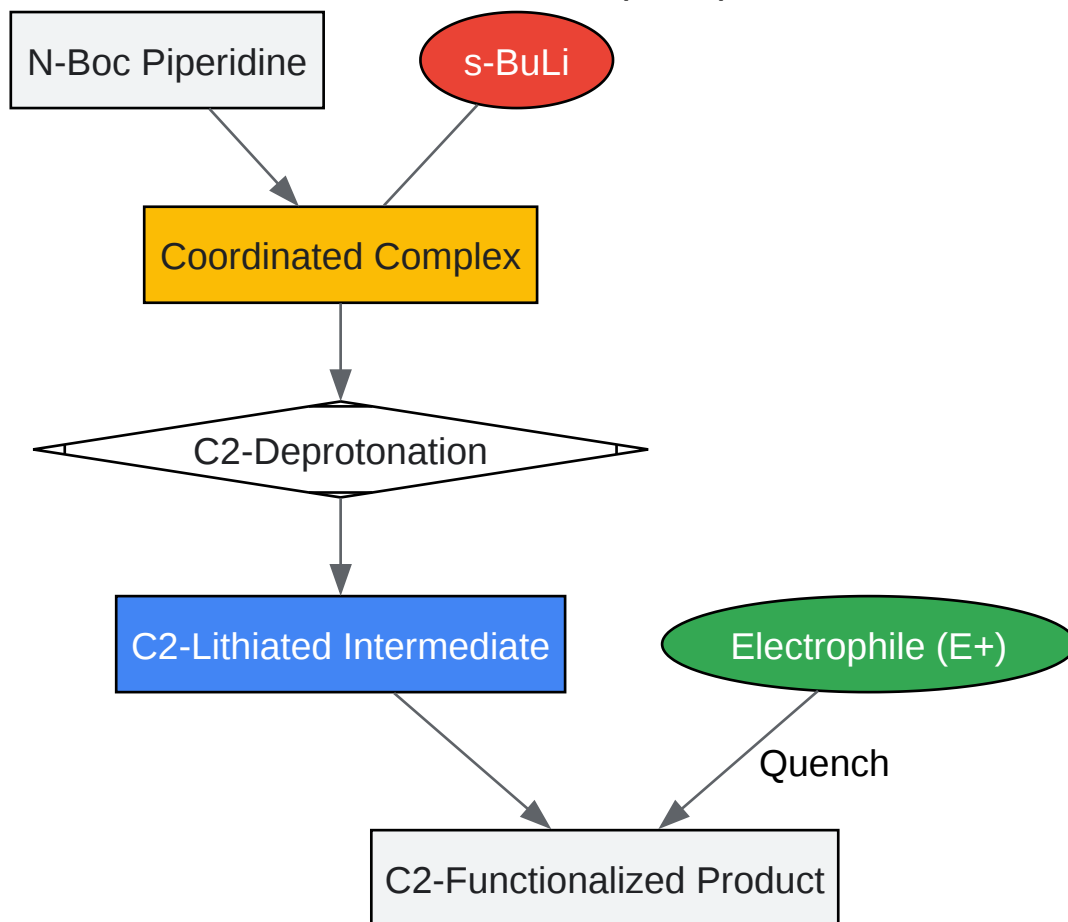 N-Boc Piperidine
s-BuLi
Coordinated Complex
C2-Deprotonation
C2-Lithiated Intermediate
Electrophile (E+)
Quench
C2-Functionalized Product